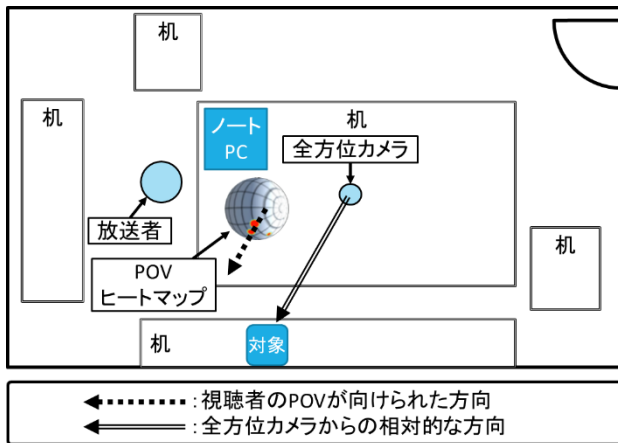 机
机
ノート
PC
机
全方位カメラ
放送者
POV
ヒートマップ
机
机
対象
：視聴者のPOVが向けられた方向
：全方位カメラからの相対的な方向